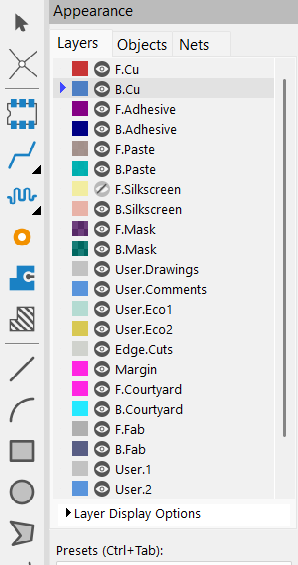 Appearance
Layers Objects Nets
F.Cu
B.Cu
F.Adhesive
B.Adhesive
F.Paste
B.Paste
F.Silkscreen
B.Silkscreen
F.Mask
B.Mask
User.Drawings
User.Comments
User.Eco1
User.Eco2
Edge.Cuts
Margin
F.Courtyard
B.Courtyard
F.Fab
B.Fab
User.1
User.2
Layer Display Options
Presets (Ctrl+Tab):